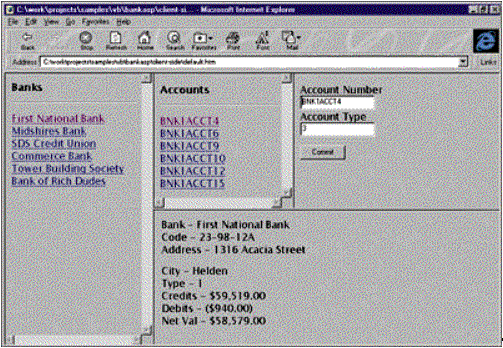 C:\work\projects\samples\vb\bankasp\client-si... - Microsoft Internet Explorer
File Edit View Go Favorites Help
Back Stop Refresh Home Search Favorites Print Font Mail
Address C:\work\projects\samples\vb\bankasp\client-side\default.htm Links
Banks
First National Bank
Midshires Bank
SDS Credit Union
Commerce Bank
Tower Building Society
Bank of Rich Dudes
Accounts
BNK1ACCT4
BNK1ACCT6
BNK1ACCT9
BNK1ACCT10
BNK1ACCT12
BNK1ACCT15
Account Number
BNK1ACCT4
Account Type
3
Commit
Bank - First National Bank
Code - 23-98-12A
Address - 1316 Acacia Street
City - Helden
Type - 1
Credits - $59,519.00
Debits - ($940.00)
Net Val - $58,579.00